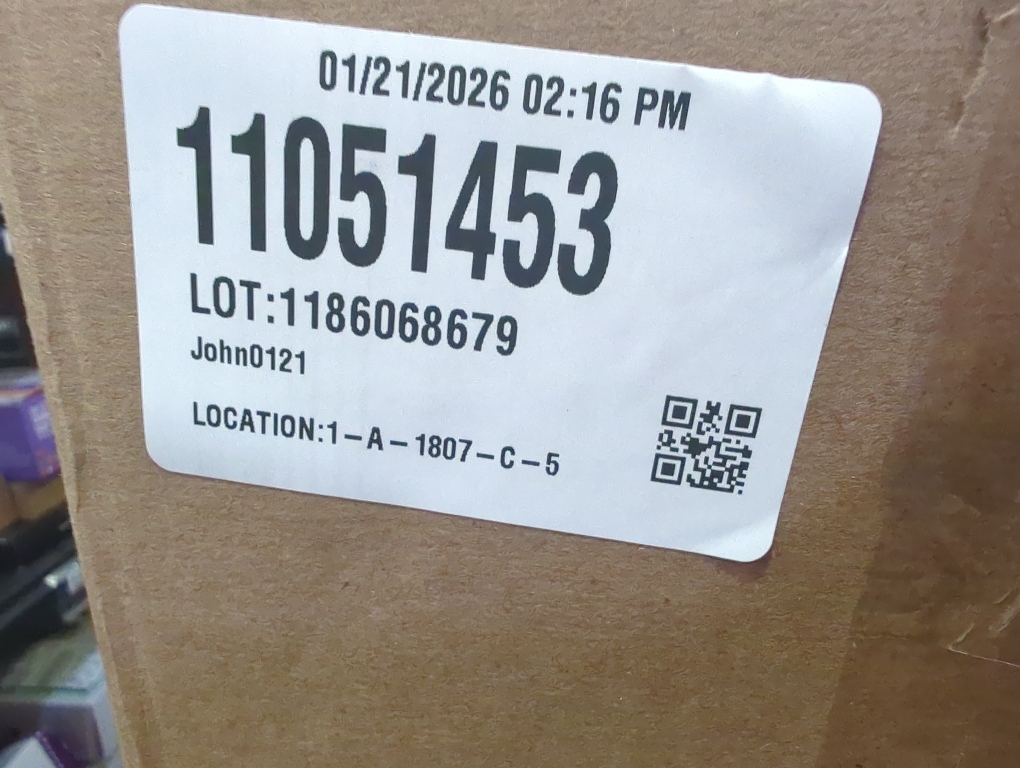 01/21/2026 02:16 PM
11051453
LOT:1186068679
John0121
LOCATION:1-A-1807-C-5